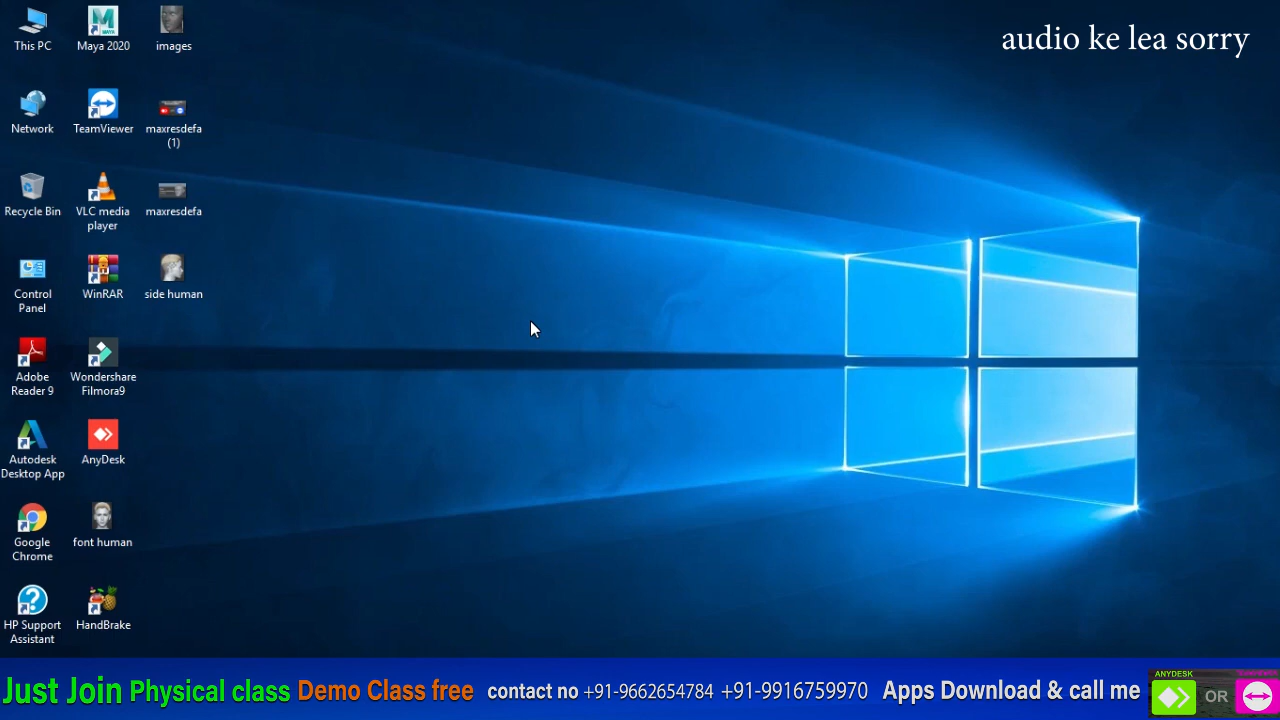 audio ke lea sorry
This PC
Maya 2020
images
Network
TeamViewer
maxresdefa
(1)
Recycle Bin
VLC media
player
maxresdefa
Control
Panel
WinRAR
side human
Adobe
Reader 9
Wondershare
Filmora9
Autodesk
Desktop App
AnyDesk
Google
Chrome
font human
HP Support
Assistant
HandBrake
Just Join Physical class Demo Class free contact no +91-9662654784 +91-9916759970 Apps Download & call me
ANYDESK
OR